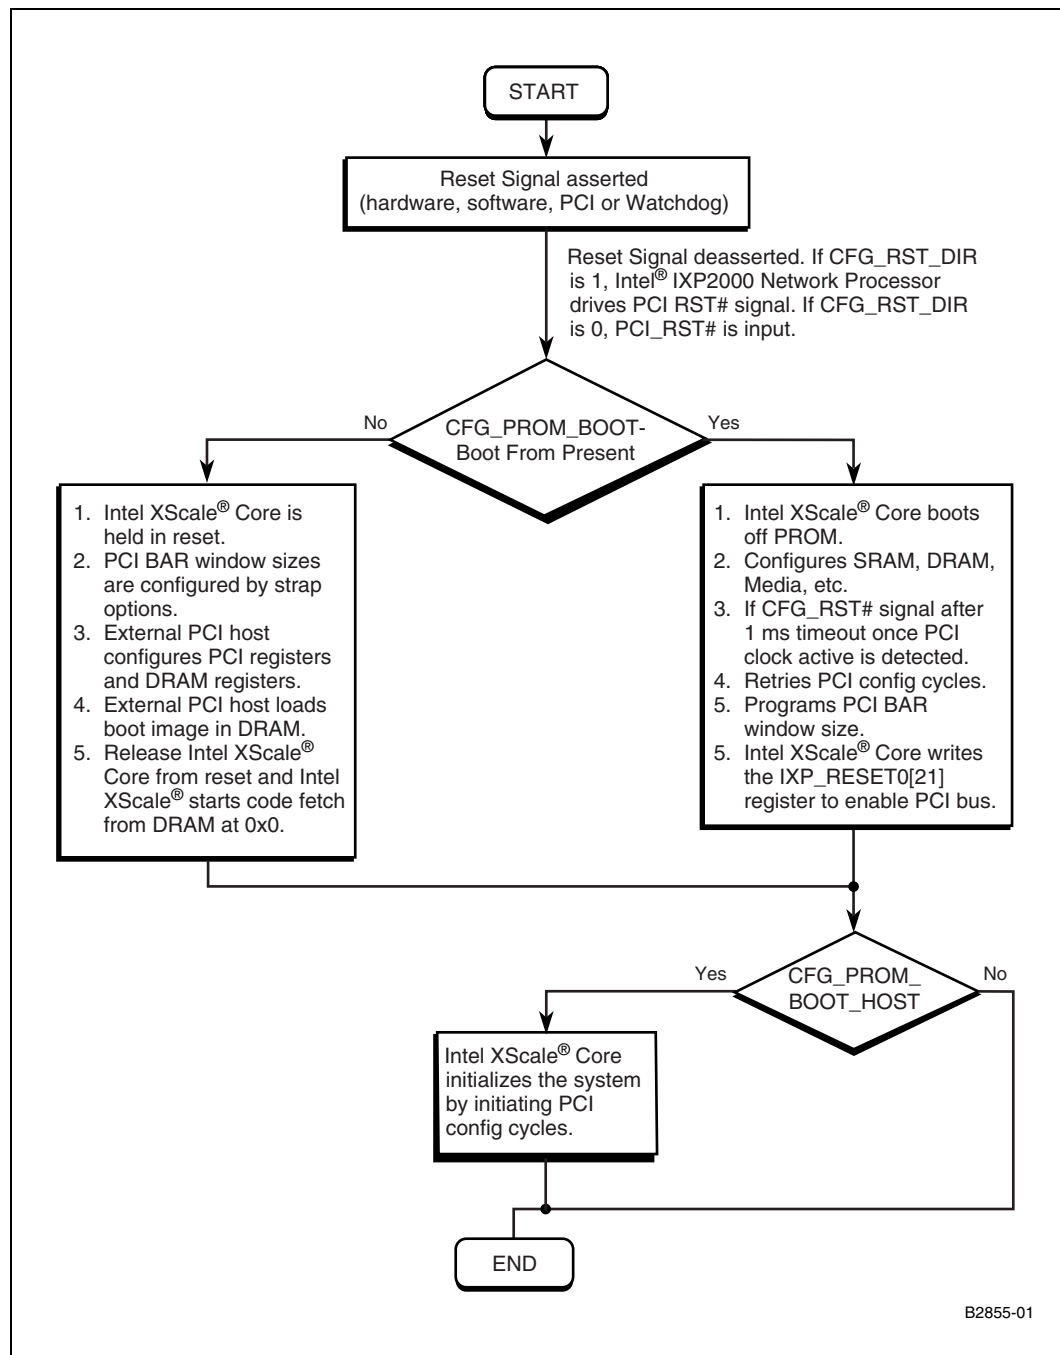 START
Reset Signal asserted
(hardware, software, PCI or Watchdog)
Reset Signal deasserted. If CFG_RST_DIR
is 1, Intel® IXP2000 Network Processor
drives PCI RST# signal. If CFG_RST_DIR
is 0, PCI_RST# is input.
No
CFG_PROM_BOOT-
Boot From Present
Yes
1. Intel XScale® Core is
held in reset.
2. PCI BAR window sizes
are configured by strap
options.
3. External PCI host
configures PCI registers
and DRAM registers.
4. External PCI host loads
boot image in DRAM.
5. Release Intel XScale®
Core from reset and Intel
XScale® starts code fetch
from DRAM at 0x0.
1. Intel XScale® Core boots
off PROM.
2. Configures SRAM, DRAM,
Media, etc.
3. If CFG_RST# signal after
1 ms timeout once PCI
clock active is detected.
4. Retries PCI config cycles.
5. Programs PCI BAR
window size.
5. Intel XScale® Core writes
the IXP_RESET0[21]
register to enable PCI bus.
Yes
CFG_PROM_
BOOT_HOST
No
Intel XScale® Core
initializes the system
by initiating PCI
config cycles.
END
B2855-01